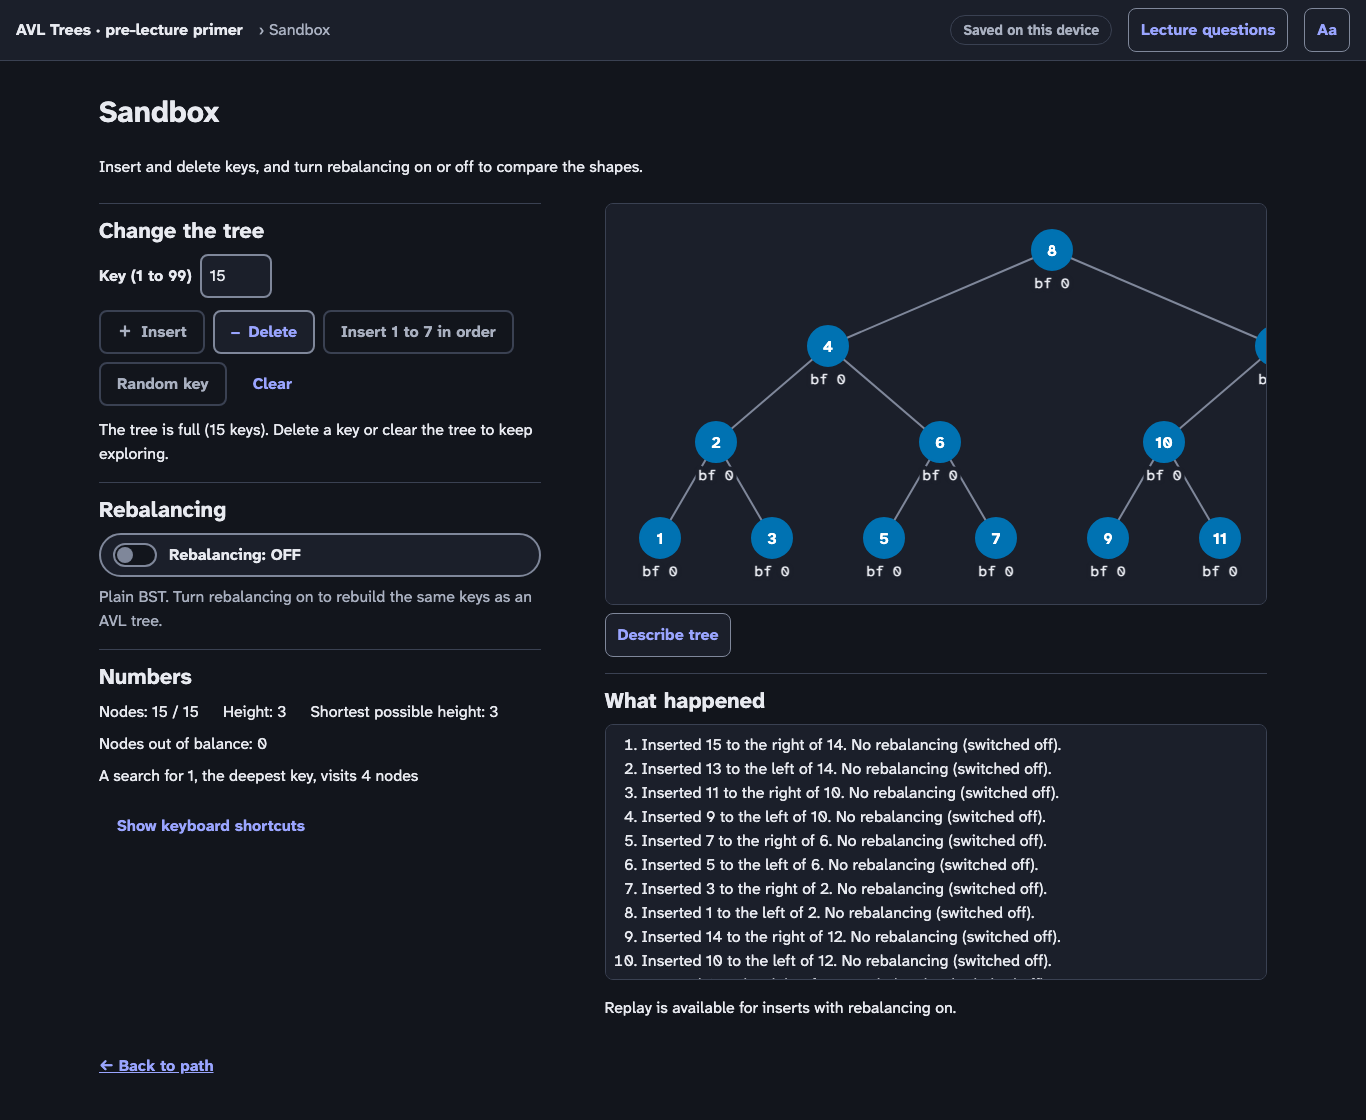 AVL Trees · pre-lecture primer › Sandbox
Saved on this device
Lecture questions
Aa
Sandbox
Insert and delete keys, and turn rebalancing on or off to compare the shapes.
Change the tree
Key (1 to 99) 15
+ Insert
– Delete
Insert 1 to 7 in order
Random key
Clear
The tree is full (15 keys). Delete a key or clear the tree to keep
exploring.
Rebalancing
Rebalancing: OFF
Plain BST. Turn rebalancing on to rebuild the same keys as an
AVL tree.
Numbers
Nodes: 15 / 15 Height: 3 Shortest possible height: 3
Nodes out of balance: 0
A search for 1, the deepest key, visits 4 nodes
Show keyboard shortcuts
← Back to path
8
bf 0
4
bf 0
2 6 10
bf 0 bf 0 bf 0
1 3 5 7 9 11
bf 0 bf 0 bf 0 bf 0 bf 0 bf 0
Describe tree
What happened
1. Inserted 15 to the right of 14. No rebalancing (switched off).
2. Inserted 13 to the left of 14. No rebalancing (switched off).
3. Inserted 11 to the right of 10. No rebalancing (switched off).
4. Inserted 9 to the left of 10. No rebalancing (switched off).
5. Inserted 7 to the right of 6. No rebalancing (switched off).
6. Inserted 5 to the left of 6. No rebalancing (switched off).
7. Inserted 3 to the right of 2. No rebalancing (switched off).
8. Inserted 1 to the left of 2. No rebalancing (switched off).
9. Inserted 14 to the right of 12. No rebalancing (switched off).
10. Inserted 10 to the left of 12. No rebalancing (switched off).
Replay is available for inserts with rebalancing on.